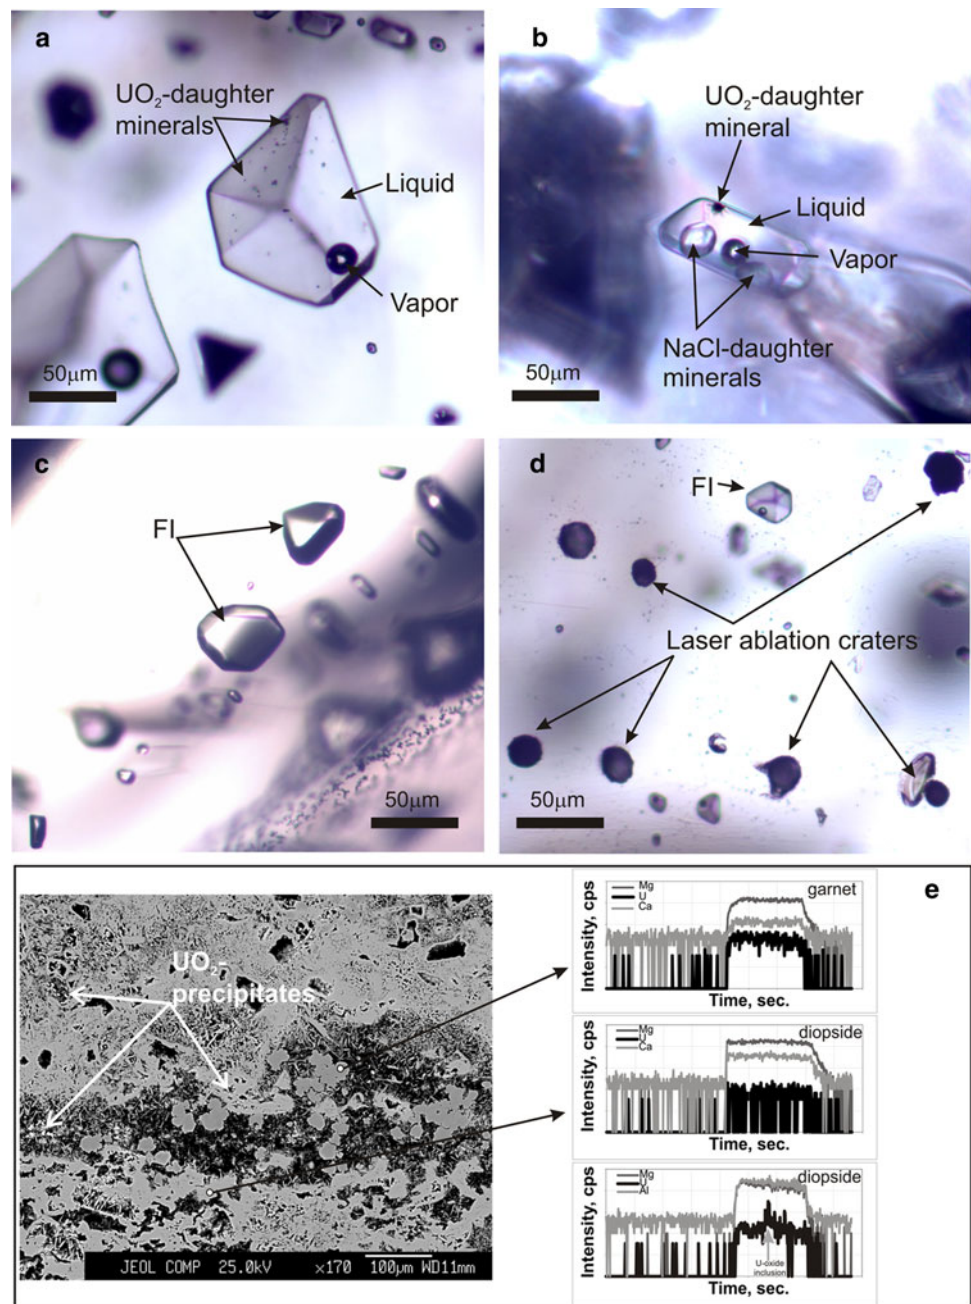 a
UO₂-daughter
minerals
Liquid
Vapor
50μm
b
UO₂-daughter
mineral
Liquid
Vapor
NaCl-daughter
minerals
50μm
c
FI
50μm
d
FI
Laser ablation craters
50μm
e
UO₂-
precipitates
JEOL COMP 25.0kV ×170 100μm WD11mm
Mg
U
Ca
garnet
Intensity, cps
Time, sec.
Mg
U
Ca
diopside
Intensity, cps
Time, sec.
Mg
U
Al
diopside
Intensity, cps
U-oxide
inclusion
Time, sec.